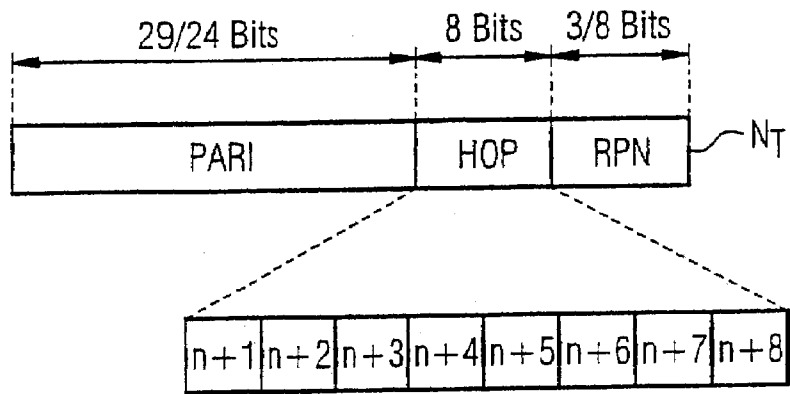 29/24 Bits 8 Bits 3/8 Bits
PARI HOP RPN NT
n+1 n+2 n+3 n+4 n+5 n+6 n+7 n+8